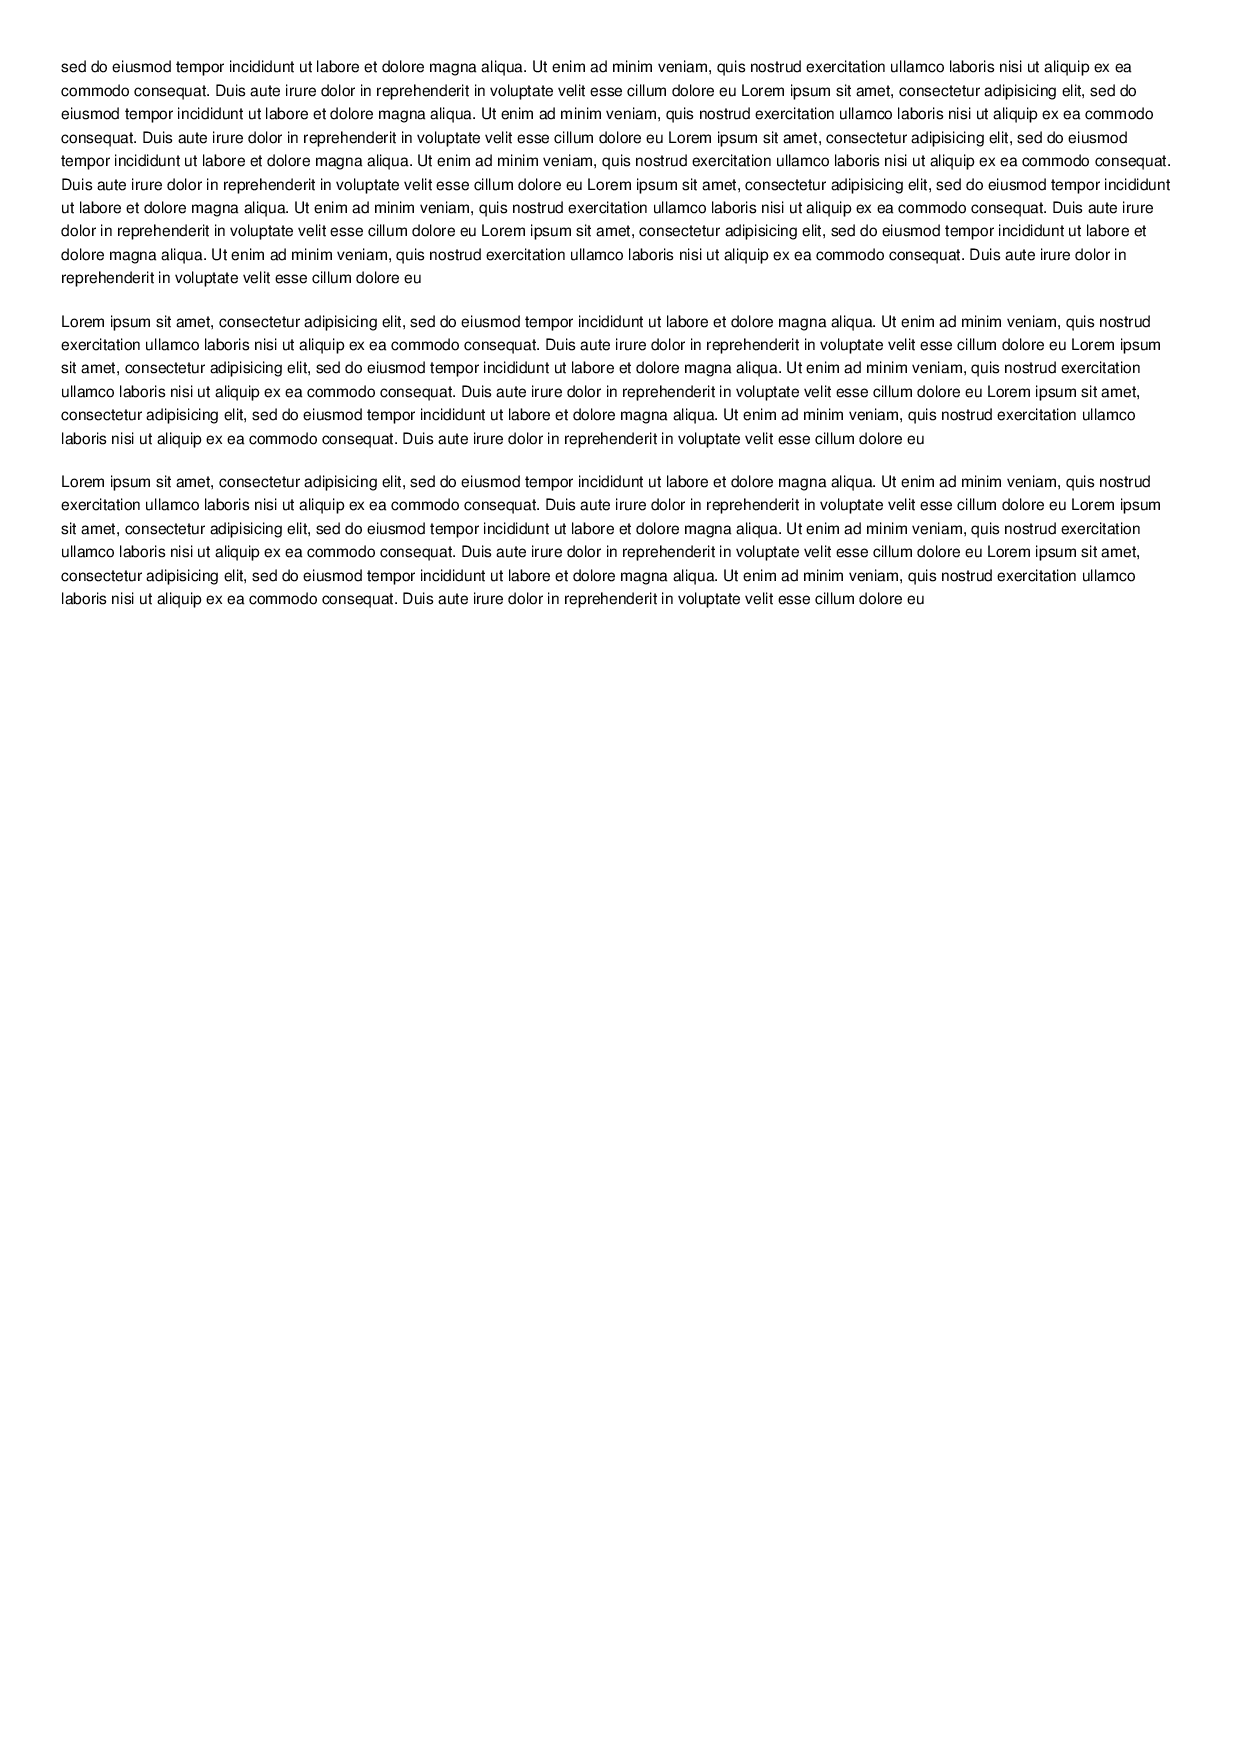 sed do eiusmod tempor incididunt ut labore et dolore magna aliqua. Ut enim ad minim veniam, quis nostrud exercitation ullamco laboris nisi ut aliquip ex ea
commodo consequat. Duis aute irure dolor in reprehenderit in voluptate velit esse cillum dolore eu Lorem ipsum sit amet, consectetur adipisicing elit, sed do
eiusmod tempor incididunt ut labore et dolore magna aliqua. Ut enim ad minim veniam, quis nostrud exercitation ullamco laboris nisi ut aliquip ex ea commodo
consequat. Duis aute irure dolor in reprehenderit in voluptate velit esse cillum dolore eu Lorem ipsum sit amet, consectetur adipisicing elit, sed do eiusmod
tempor incididunt ut labore et dolore magna aliqua. Ut enim ad minim veniam, quis nostrud exercitation ullamco laboris nisi ut aliquip ex ea commodo consequat.
Duis aute irure dolor in reprehenderit in voluptate velit esse cillum dolore eu Lorem ipsum sit amet, consectetur adipisicing elit, sed do eiusmod tempor incididunt
ut labore et dolore magna aliqua. Ut enim ad minim veniam, quis nostrud exercitation ullamco laboris nisi ut aliquip ex ea commodo consequat. Duis aute irure
dolor in reprehenderit in voluptate velit esse cillum dolore eu Lorem ipsum sit amet, consectetur adipisicing elit, sed do eiusmod tempor incididunt ut labore et
dolore magna aliqua. Ut enim ad minim veniam, quis nostrud exercitation ullamco laboris nisi ut aliquip ex ea commodo consequat. Duis aute irure dolor in
reprehenderit in voluptate velit esse cillum dolore eu
Lorem ipsum sit amet, consectetur adipisicing elit, sed do eiusmod tempor incididunt ut labore et dolore magna aliqua. Ut enim ad minim veniam, quis nostrud
exercitation ullamco laboris nisi ut aliquip ex ea commodo consequat. Duis aute irure dolor in reprehenderit in voluptate velit esse cillum dolore eu Lorem ipsum
sit amet, consectetur adipisicing elit, sed do eiusmod tempor incididunt ut labore et dolore magna aliqua. Ut enim ad minim veniam, quis nostrud exercitation
ullamco laboris nisi ut aliquip ex ea commodo consequat. Duis aute irure dolor in reprehenderit in voluptate velit esse cillum dolore eu Lorem ipsum sit amet,
consectetur adipisicing elit, sed do eiusmod tempor incididunt ut labore et dolore magna aliqua. Ut enim ad minim veniam, quis nostrud exercitation ullamco
laboris nisi ut aliquip ex ea commodo consequat. Duis aute irure dolor in reprehenderit in voluptate velit esse cillum dolore eu
Lorem ipsum sit amet, consectetur adipisicing elit, sed do eiusmod tempor incididunt ut labore et dolore magna aliqua. Ut enim ad minim veniam, quis nostrud
exercitation ullamco laboris nisi ut aliquip ex ea commodo consequat. Duis aute irure dolor in reprehenderit in voluptate velit esse cillum dolore eu Lorem ipsum
sit amet, consectetur adipisicing elit, sed do eiusmod tempor incididunt ut labore et dolore magna aliqua. Ut enim ad minim veniam, quis nostrud exercitation
ullamco laboris nisi ut aliquip ex ea commodo consequat. Duis aute irure dolor in reprehenderit in voluptate velit esse cillum dolore eu Lorem ipsum sit amet,
consectetur adipisicing elit, sed do eiusmod tempor incididunt ut labore et dolore magna aliqua. Ut enim ad minim veniam, quis nostrud exercitation ullamco
laboris nisi ut aliquip ex ea commodo consequat. Duis aute irure dolor in reprehenderit in voluptate velit esse cillum dolore eu